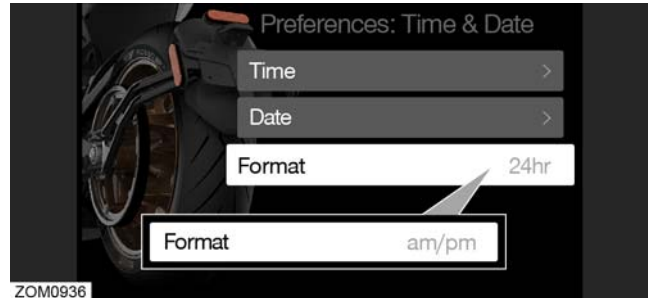 Preferences: Time & Date
Time >
Date >
Format 24hr
Format am/pm
ZOM0936